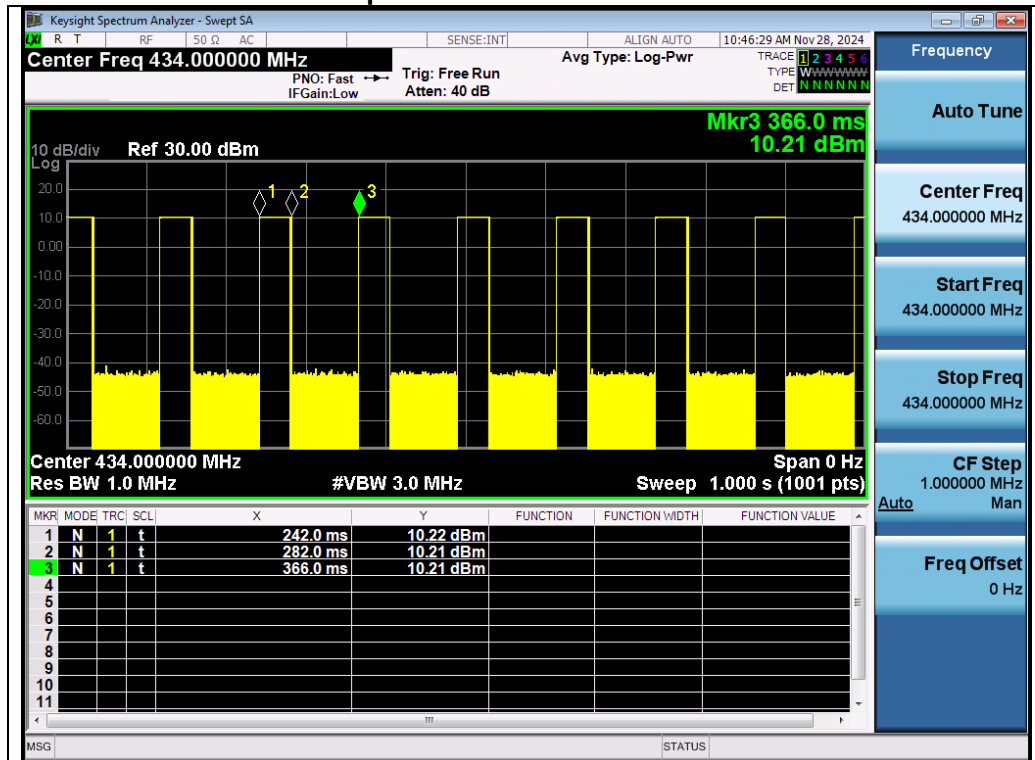 Keysight Spectrum Analyzer - Swept SA
LXI R T RF 50 Ω AC SENSE:INT ALIGN AUTO 10:46:29 AM Nov 28, 2024
Center Freq 434.000000 MHz Avg Type: Log-Pwr TRACE 1 2 3 4 5 6
PNO: Fast Trig: Free Run TYPE WWWWWWW
IFGain:Low Atten: 40 dB DET N N N N N N
Mkr3 366.0 ms
10 dB/div Ref 30.00 dBm 10.21 dBm
Log
20.0
10.0
0.00
-10.0
-20.0
-30.0
-40.0
-50.0
-60.0
1 2 3
Center 434.000000 MHz Span 0 Hz
Res BW 1.0 MHz #VBW 3.0 MHz Sweep 1.000 s (1001 pts)
MKR MODE TRC SCL X Y FUNCTION FUNCTION WIDTH FUNCTION VALUE
1 N 1 t 242.0 ms 10.22 dBm
2 N 1 t 282.0 ms 10.21 dBm
3 N 1 t 366.0 ms 10.21 dBm
4
5
6
7
8
9
10
11
MSG STATUS
Frequency
Auto Tune
Center Freq
434.000000 MHz
Start Freq
434.000000 MHz
Stop Freq
434.000000 MHz
CF Step
1.000000 MHz
Auto Man
Freq Offset
0 Hz